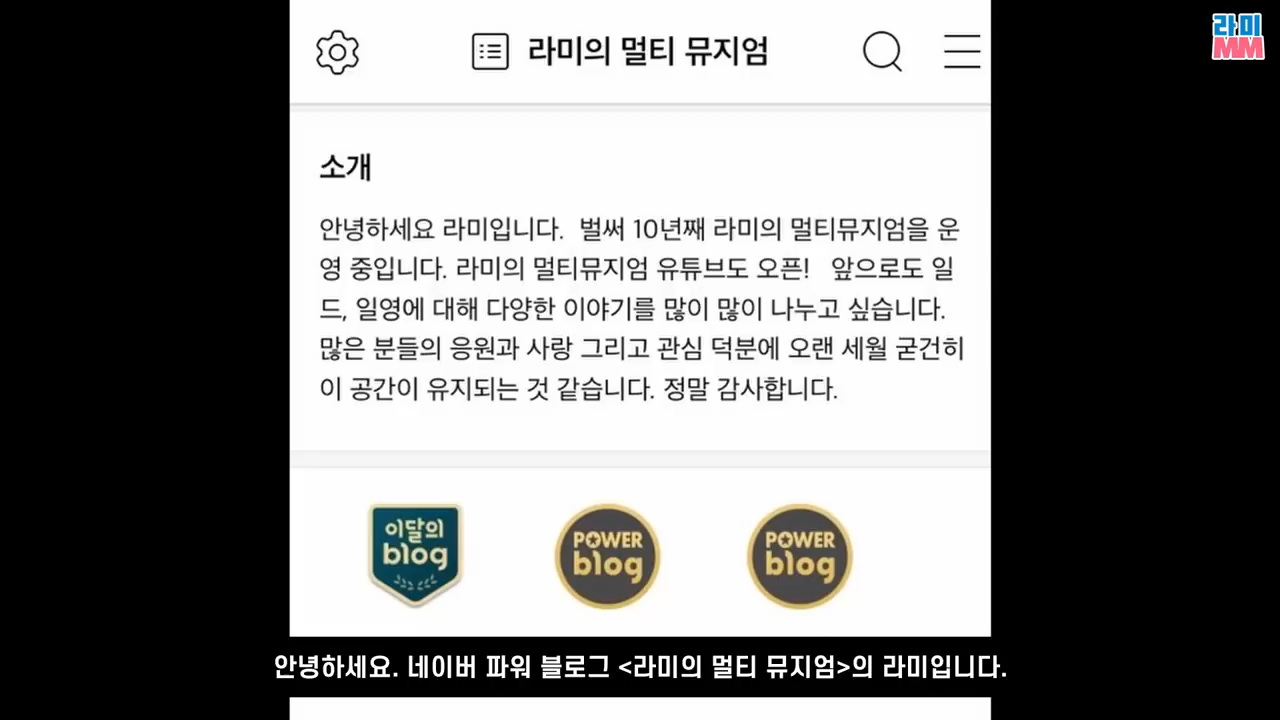 라미의 멀티 뮤지엄
라미
MM
소개
안녕하세요 라미입니다.  벌써 10년째 라미의 멀티뮤지엄을 운
영 중입니다. 라미의 멀티뮤지엄 유튜브도 오픈!   앞으로도 일
드, 일영에 대해 다양한 이야기를 많이 많이 나누고 싶습니다.
많은 분들의 응원과 사랑 그리고 관심 덕분에 오랜 세월 굳건히
이 공간이 유지되는 것 같습니다. 정말 감사합니다.
이달의
blog
POWER
blog
POWER
blog
안녕하세요. 네이버 파워 블로그 <라미의 멀티 뮤지엄>의 라미입니다.